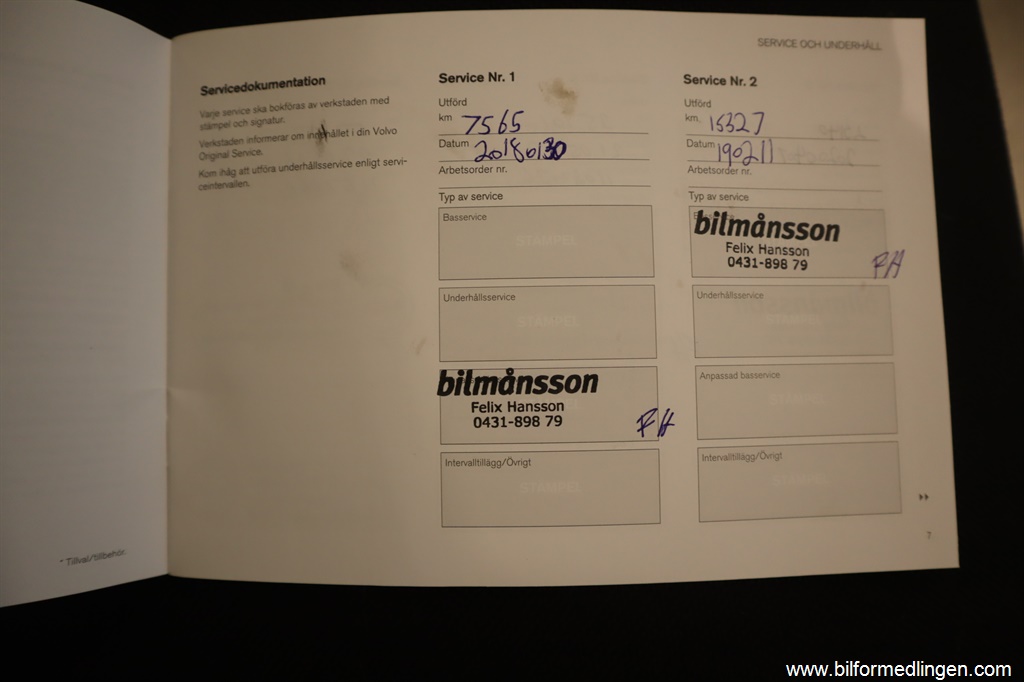 SERVICE OCH UNDERHÅLL
Servicedokumentation
Varje service ska bokföras av verkstaden med
stämpel och signatur.
Verkstaden informerar om innehållet i din Volvo
Original Service.
Kom ihåg att utföra underhållsservice enligt servi-
ceintervallen.
Service Nr. 1
Utförd
km 7565
Datum 20180130
Arbetsorder nr.
Typ av service
Basservice
STÄMPEL
Underhållsservice
STÄMPEL
bilmånsson
Felix Hansson
0431-898 79
FH
Intervalltillägg/Övrigt
STÄMPEL
Service Nr. 2
Utförd
km 15327
Datum 190211
Arbetsorder nr.
Typ av service
bilmånsson
Felix Hansson
0431-898 79
FH
Underhållsservice
STÄMPEL
Anpassad basservice
STÄMPEL
Intervalltillägg/Övrigt
STÄMPEL
7
* Tillval/tillbehör.
www.bilformedlingen.com